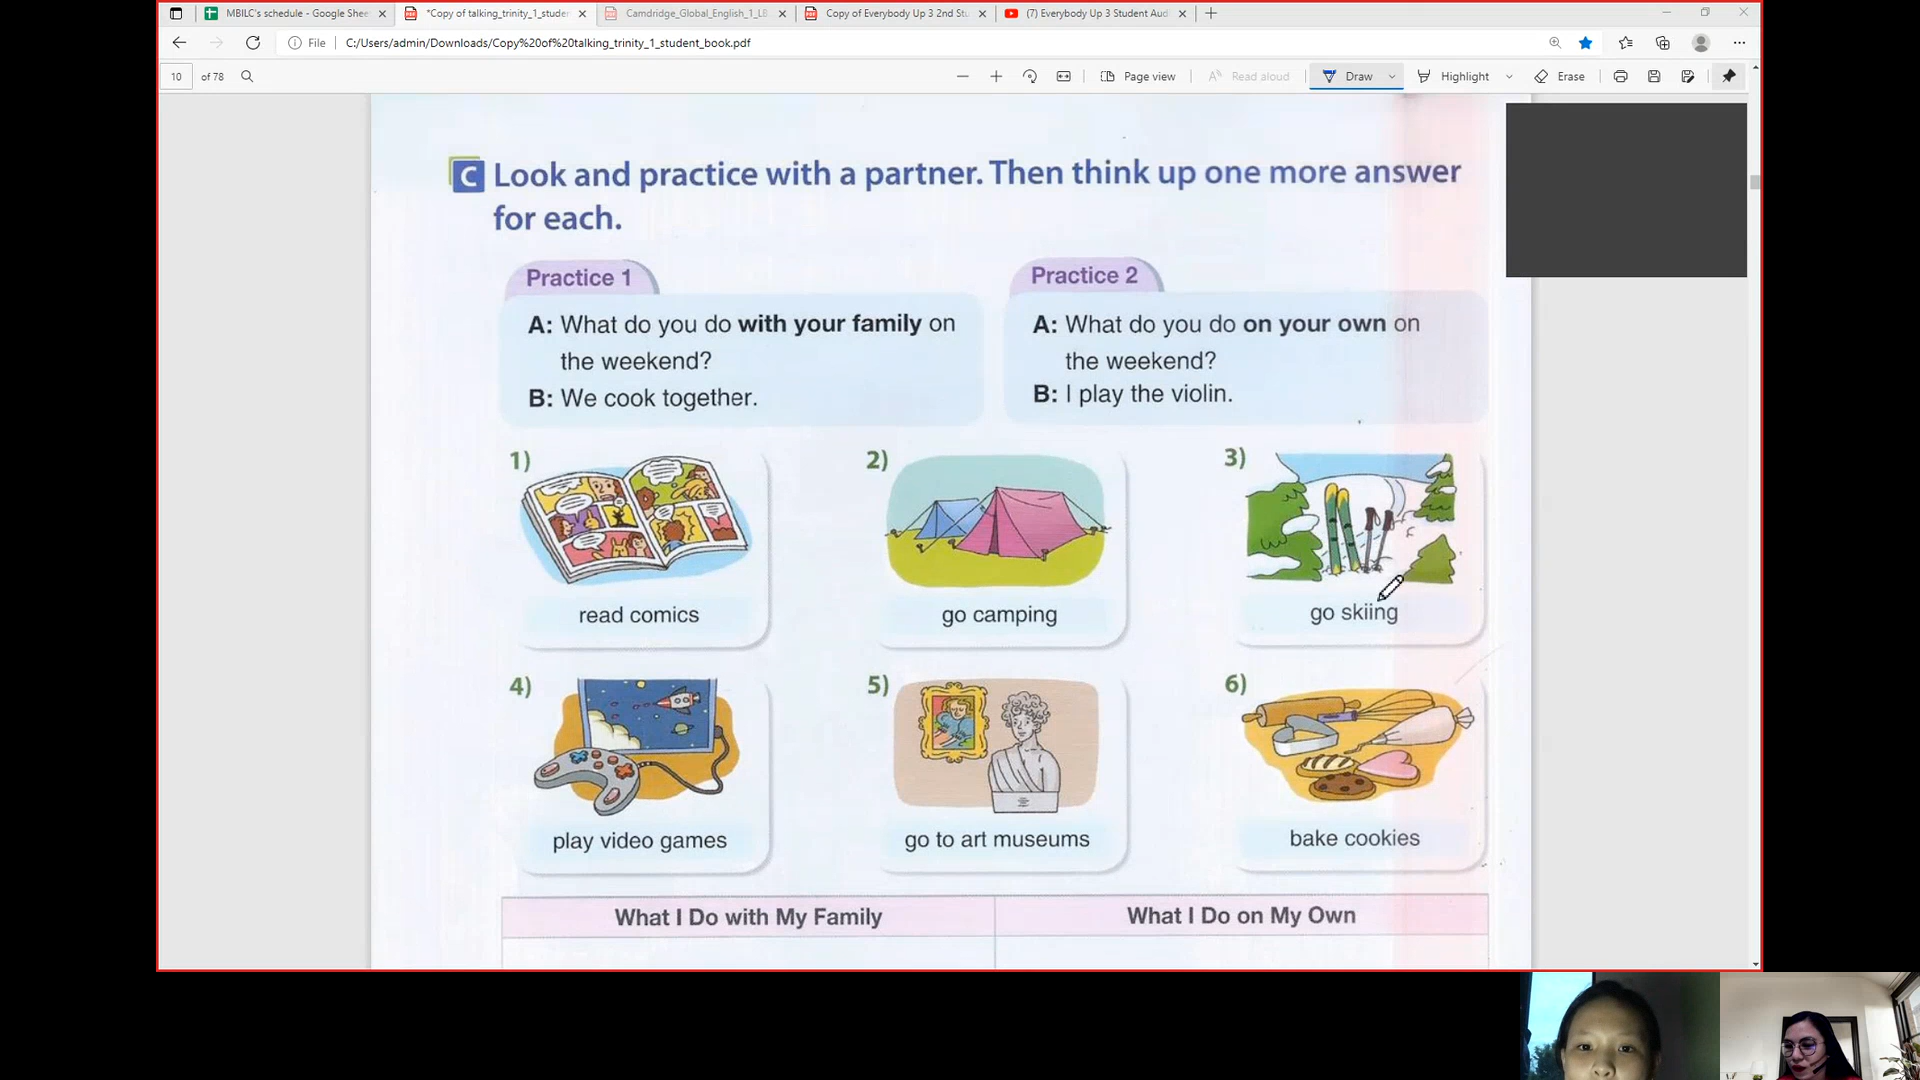 MBILC's schedule - Google Shee
*Copy of talking_trinity_1_studen
Camdridge_Global_English_1_LB
Copy of Everybody Up 3 2nd Stu
(7) Everybody Up 3 Student Aud
File
C:/Users/admin/Downloads/Copy%20of%20talking_trinity_1_student_book.pdf
10 of 78
Page view
Read aloud
Draw
Highlight
Erase
C Look and practice with a partner. Then think up one more answer
for each.
Practice 1
A: What do you do with your family on
the weekend?
B: We cook together.
Practice 2
A: What do you do on your own on
the weekend?
B: I play the violin.
1)
read comics
2)
go camping
3)
go skiing
4)
play video games
5)
go to art museums
6)
bake cookies
What I Do with My Family
What I Do on My Own